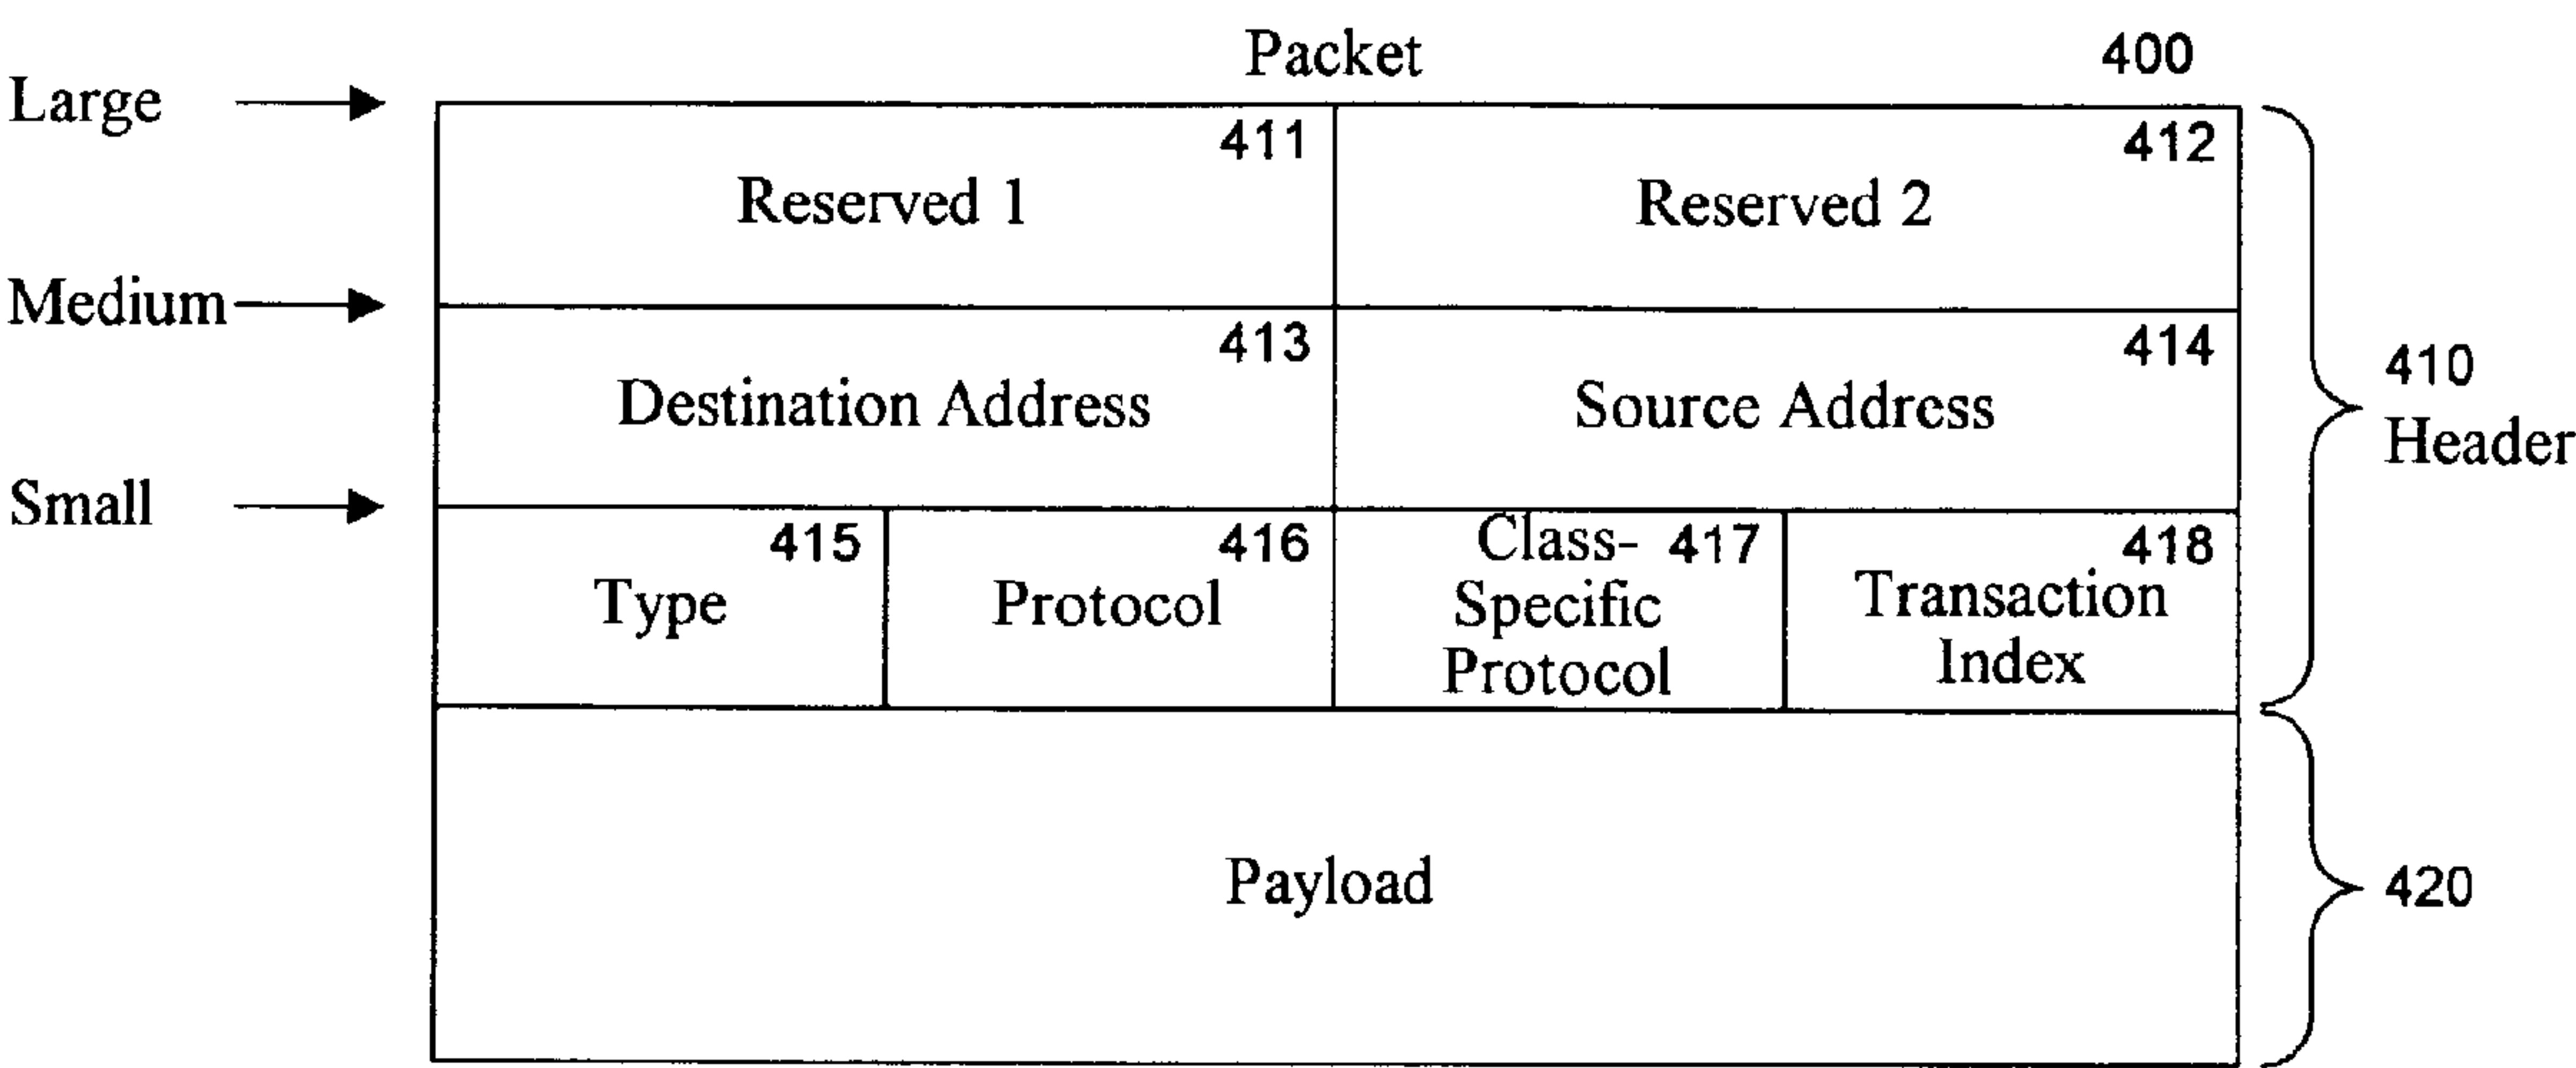 Packet 400
Large
411
Reserved 1
412
Reserved 2
Medium
413
Destination Address
414
Source Address
410
Header
Small
415
Type
416
Protocol
Class- 417
Specific
Protocol
418
Transaction
Index
Payload
420